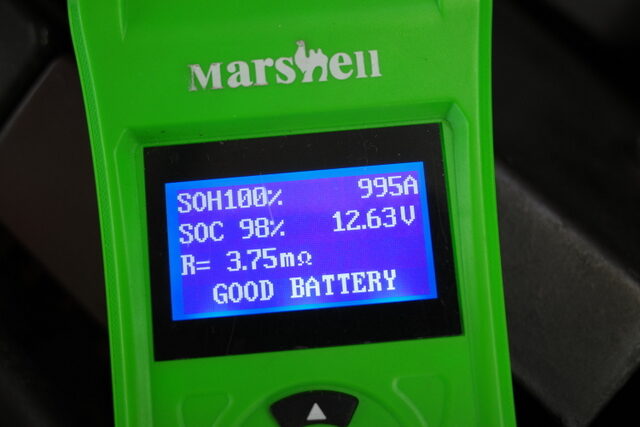 Marshell
SOH100% 995A
SOC 98% 12.63V
R= 3.75mΩ
GOOD BATTERY